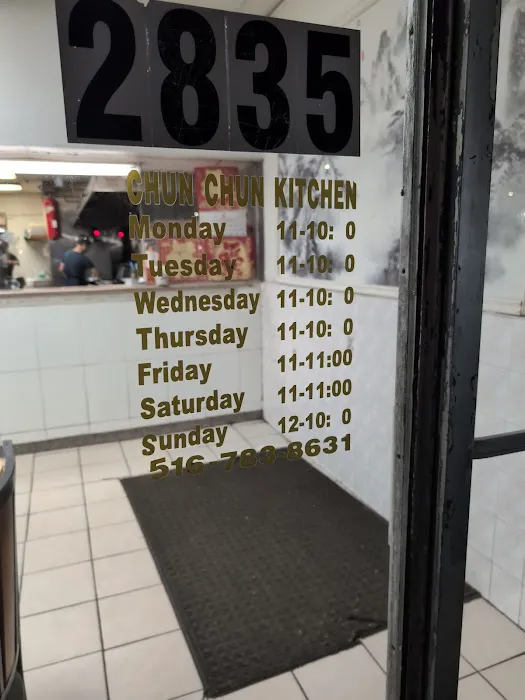 2835
CHUN CHUN KITCHEN
Monday 11-10: 0
Tuesday 11-10: 0
Wednesday 11-10: 0
Thursday 11-10: 0
Friday 11-11:00
Saturday 11-11:00
Sunday 12-10: 0
516-783-8631